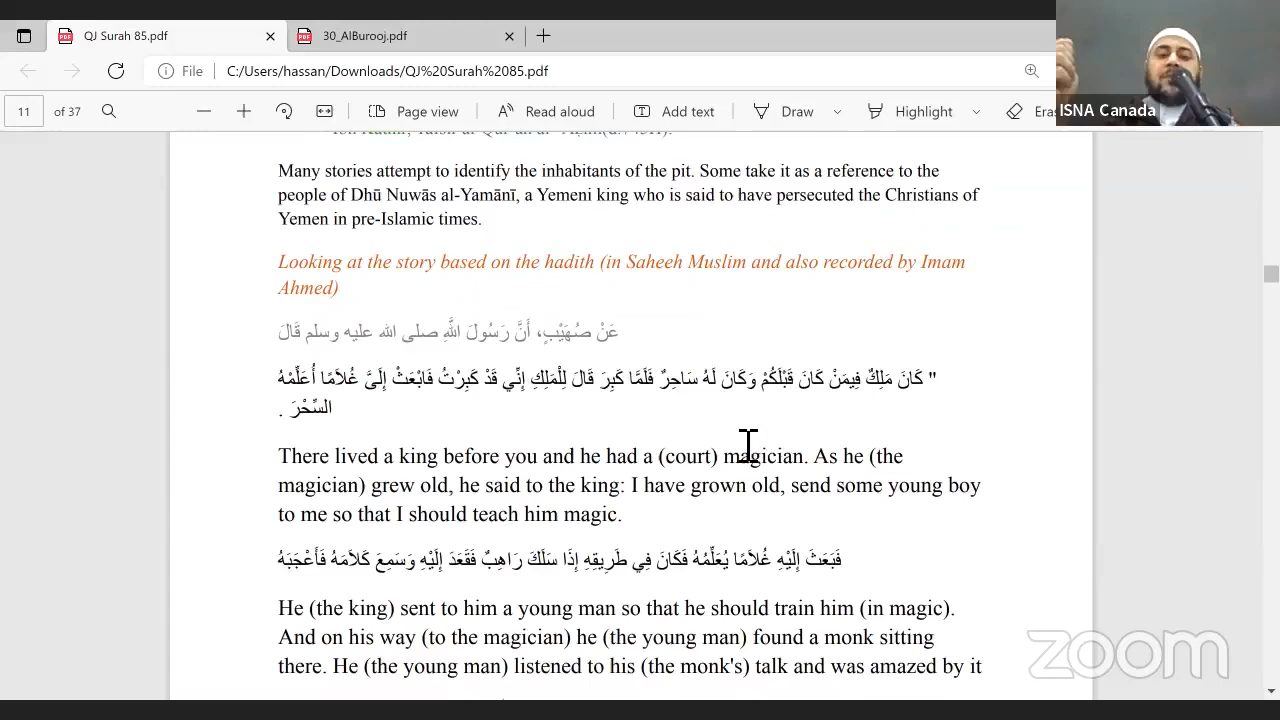 QJ Surah 85.pdf
30_AlBurooj.pdf
File
C:/Users/hassan/Downloads/QJ%20Surah%2085.pdf
ISNA Canada
11 of 37
Page view
Read aloud
Add text
Draw
Highlight
Many stories attempt to identify the inhabitants of the pit. Some take it as a reference to the
people of Dhū Nuwās al-Yamānī, a Yemeni king who is said to have persecuted the Christians of
Yemen in pre-Islamic times.
Looking at the story based on the hadith (in Saheeh Muslim and also recorded by Imam
Ahmed)
عَنْ صُهَيْبٍ، أَنَّ رَسُولَ اللَّهِ صلى الله عليه وسلم قَالَ
" كَانَ مَلِكٌ فِيمَنْ كَانَ قَبْلَكُمْ وَكَانَ لَهُ سَاحِرٌ فَلَمَّا كَبِرَ قَالَ لِلْمَلِكِ إِنِّي قَدْ كَبِرْتُ فَابْعَثْ إِلَىَّ غُلاَمًا أُعَلِّمْهُ
السِّحْرَ ‏.‏
There lived a king before you and he had a (court) magician. As he (the
magician) grew old, he said to the king: I have grown old, send some young boy
to me so that I should teach him magic.
فَبَعَثَ إِلَيْهِ غُلاَمًا يُعَلِّمُهُ فَكَانَ فِي طَرِيقِهِ إِذَا سَلَكَ رَاهِبٌ فَقَعَدَ إِلَيْهِ وَسَمِعَ كَلاَمَهُ فَأَعْجَبَهُ
He (the king) sent to him a young man so that he should train him (in magic).
And on his way (to the magician) he (the young man) found a monk sitting
there. He (the young man) listened to his (the monk's) talk and was amazed by it
zoom